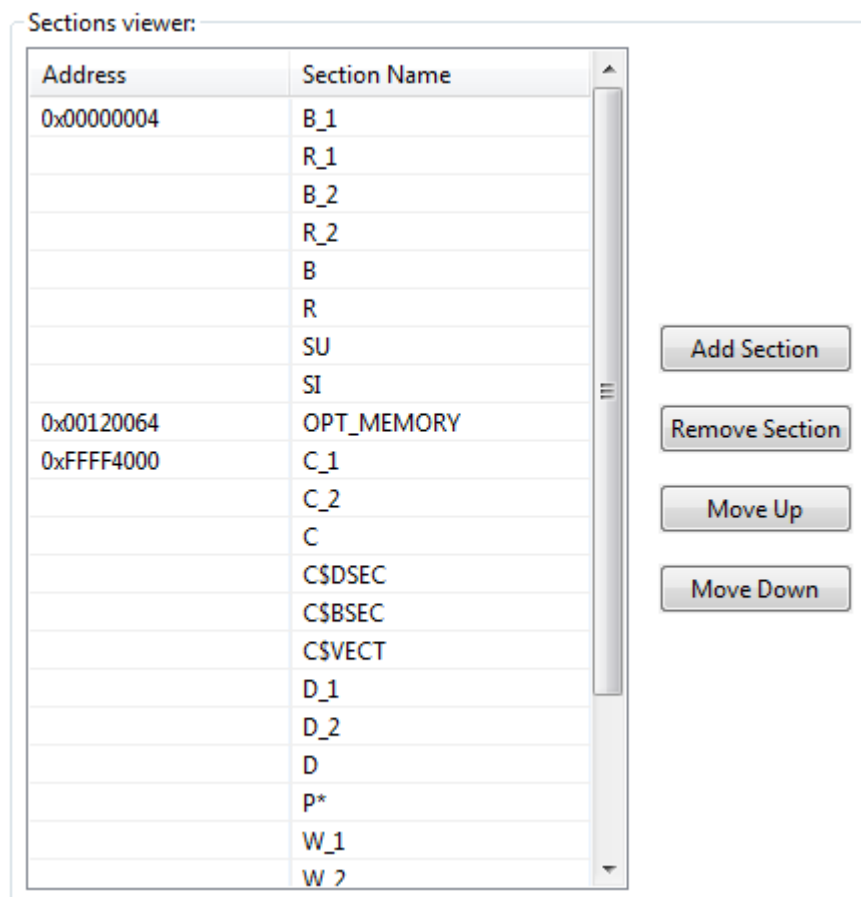 Sections viewer:
Address Section Name
0x00000004 B_1
R_1
B_2
R_2
B
R
SU
SI
0x00120064 OPT_MEMORY
0xFFFF4000 C_1
C_2
C
C$DSEC
C$BSEC
C$VECT
D_1
D_2
D
P*
W_1
W_2
Add Section
Remove Section
Move Up
Move Down